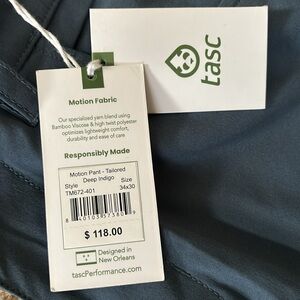 tasc
Motion Fabric
Our specialized yarn blend using
Bamboo Viscose & high twist polyester
optimizes lightweight comfort,
durability and ease of care
Responsibly Made
Motion Pant - Tailored
Deep Indigo
Style Size
TM672-401 34x30
$ 118.00
Designed in
New Orleans
tascPerformance.com